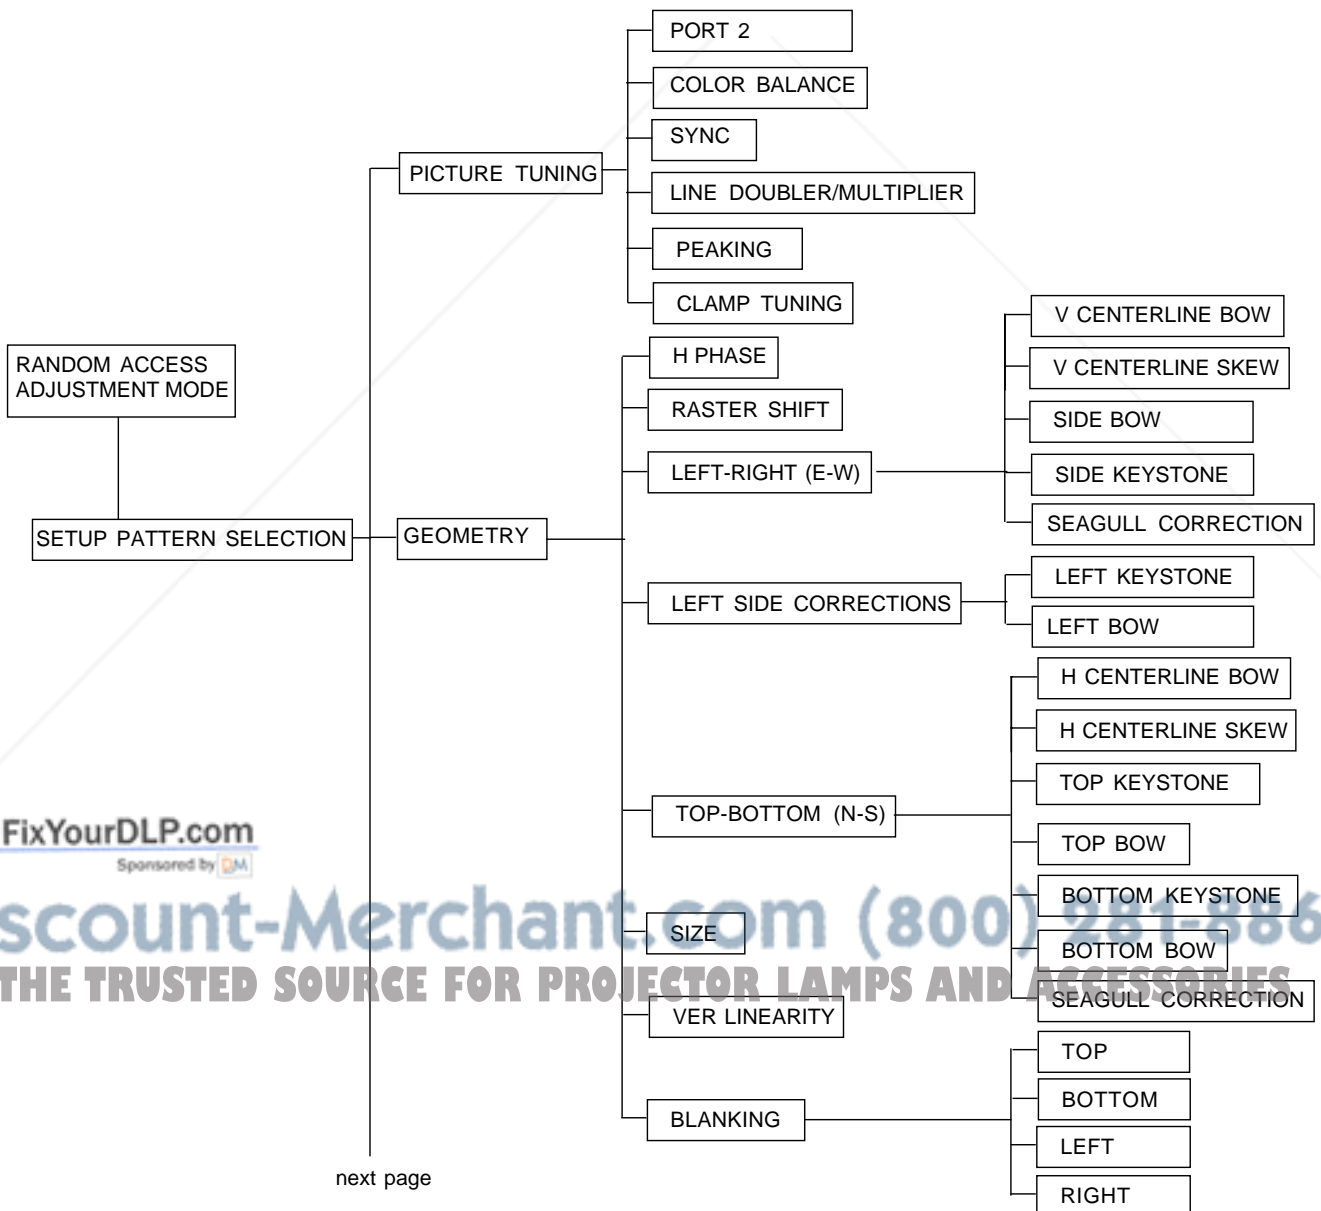 PORT 2
COLOR BALANCE
SYNC
PICTURE TUNING
LINE DOUBLER/MULTIPLIER
PEAKING
CLAMP TUNING
V CENTERLINE BOW
RANDOM ACCESS
ADJUSTMENT MODE
H PHASE
V CENTERLINE SKEW
RASTER SHIFT
SIDE BOW
LEFT-RIGHT (E-W)
SIDE KEYSTONE
SETUP PATTERN SELECTION
GEOMETRY
SEAGULL CORRECTION
LEFT KEYSTONE
LEFT SIDE CORRECTIONS
LEFT BOW
H CENTERLINE BOW
H CENTERLINE SKEW
TOP KEYSTONE
TOP-BOTTOM (N-S)
TOP BOW
FixYourDLP.com
Sponsored by DM
BOTTOM KEYSTONE
scount-Merchant.com (800) 281-886
SIZE
BOTTOM BOW
THE TRUSTED SOURCE FOR PROJECTOR LAMPS AND ACCESSORIES
SEAGULL CORRECTION
VER LINEARITY
TOP
BOTTOM
BLANKING
LEFT
next page
RIGHT